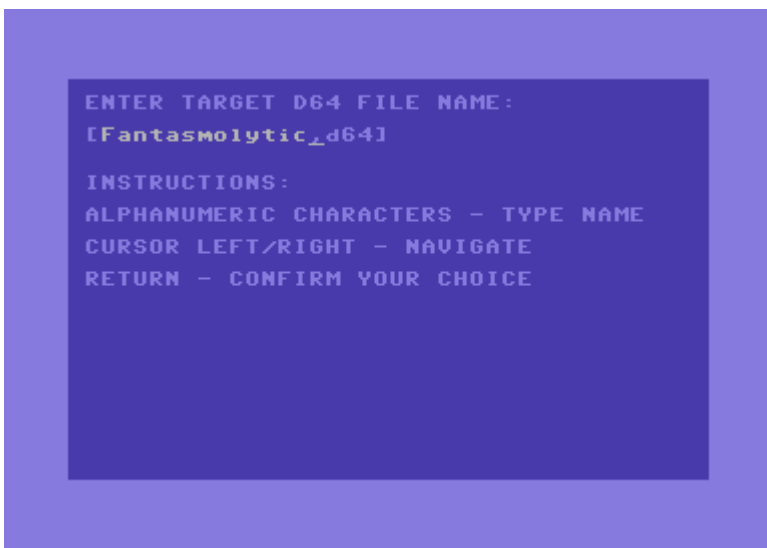 ENTER TARGET D64 FILE NAME:
[Fantasmolytic.d64]
INSTRUCTIONS:
ALPHANUMERIC CHARACTERS - TYPE NAME
CURSOR LEFT/RIGHT - NAVIGATE
RETURN - CONFIRM YOUR CHOICE